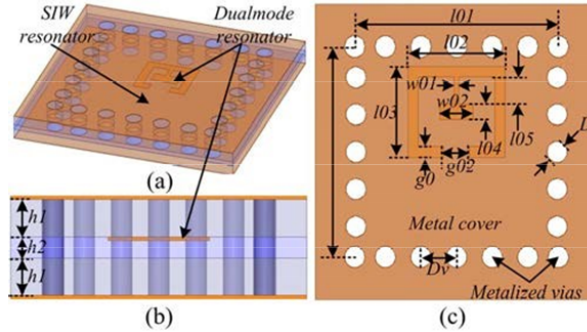 SIW
resonator
Dualmode
resonator
(a)
h1
h2
h1
(b)
l01
l02
w01
w02
l03
l04
l05
g0
g02
D
Metal cover
Dv
Metalized vias
(c)